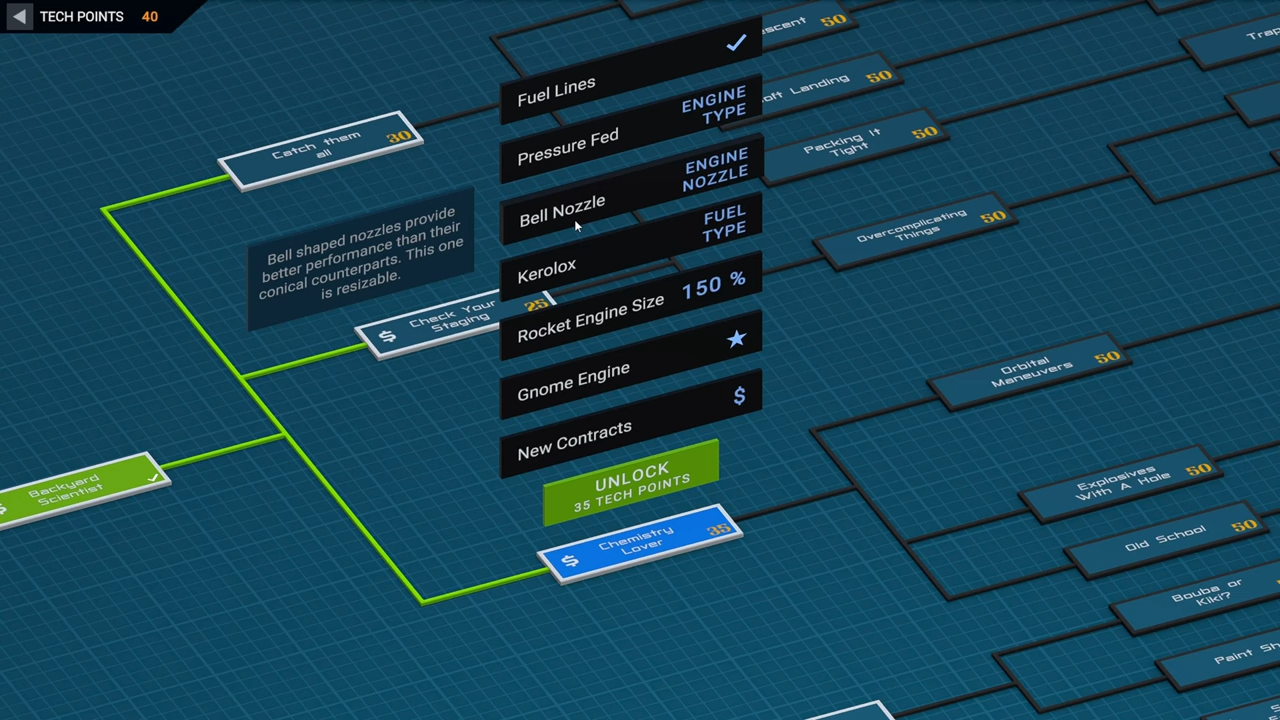 TECH POINTS 40
escent 50
Trap
Fuel Lines
oft Landing 50
Pressure Fed ENGINE
TYPE
Catch them
all 30
Packing It
Tight 50
Bell Nozzle ENGINE
NOZZLE
Bell shaped nozzles provide
better performance than their
conical counterparts. This one
is resizable.
Overcomplicating
Things 50
Kerolox FUEL
TYPE
$ Check Your
Staging 25
Rocket Engine Size 150 %
Gnome Engine
Orbital
Maneuvers 50
New Contracts $
Backyard
Scientist
UNLOCK
35 TECH POINTS
Explosives
With A Hole 50
$ Chemistry
Lover 35
Old School 50
Bouba or
Kiki?
Paint Sh